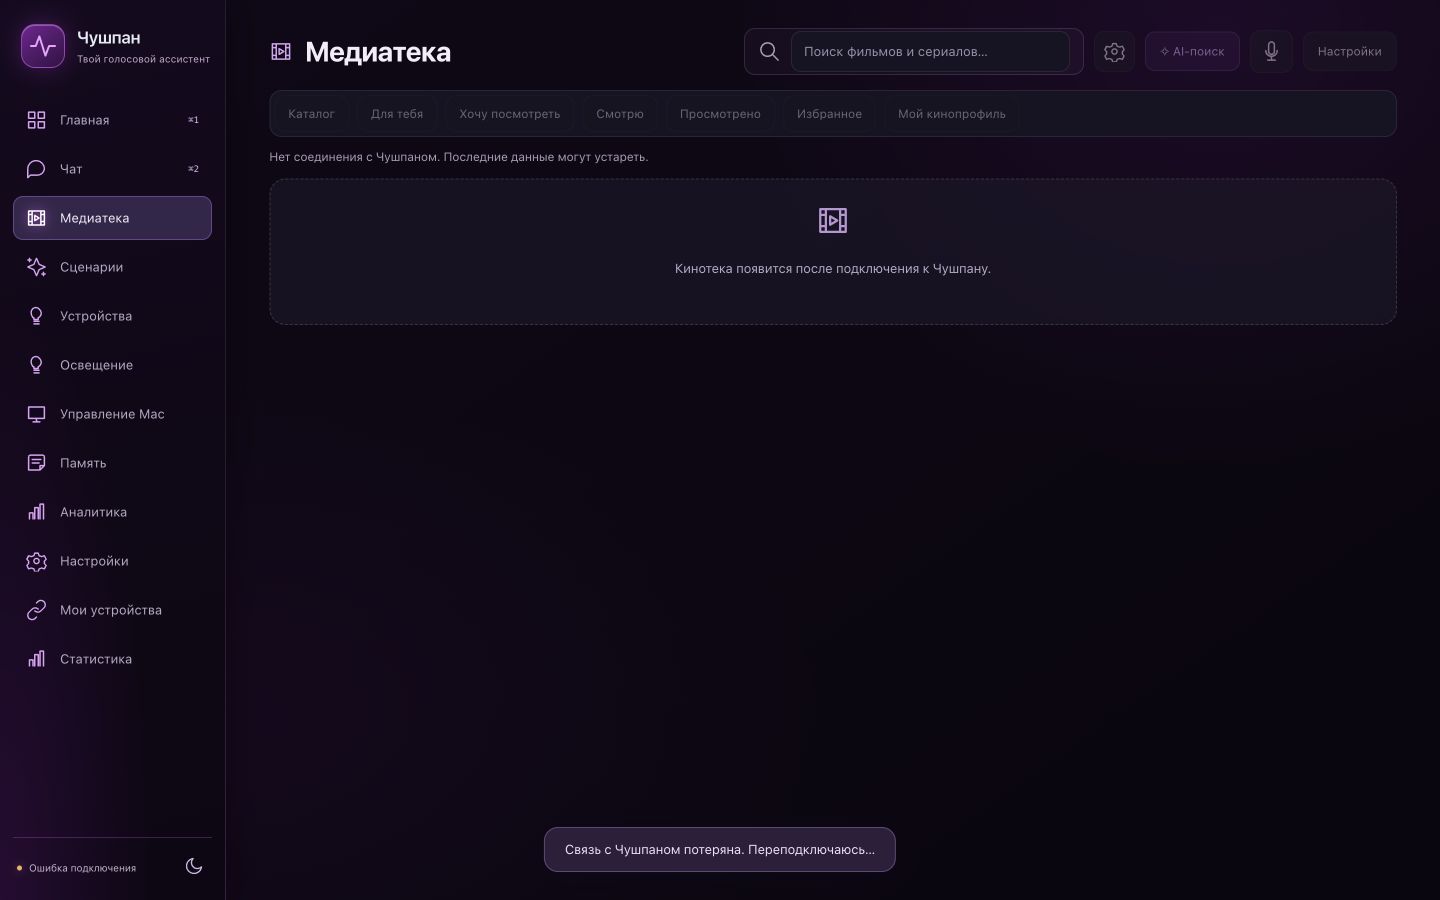 Чушпан
Твой голосовой ассистент
Главная ⌘1
Чат ⌘2
Медиатека
Сценарии
Устройства
Освещение
Управление Mac
Память
Аналитика
Настройки
Мои устройства
Статистика
Ошибка подключения
Медиатека
Поиск фильмов и сериалов...
✧ AI-поиск
Настройки
Каталог Для тебя Хочу посмотреть Смотрю Просмотрено Избранное Мой кинопрофиль
Нет соединения с Чушпаном. Последние данные могут устареть.
Кинотека появится после подключения к Чушпану.
Связь с Чушпаном потеряна. Переподключаюсь...